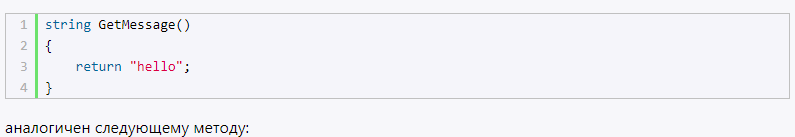 1 string GetMessage()
2 {
3     return "hello";
4 }
аналогичен следующему методу: